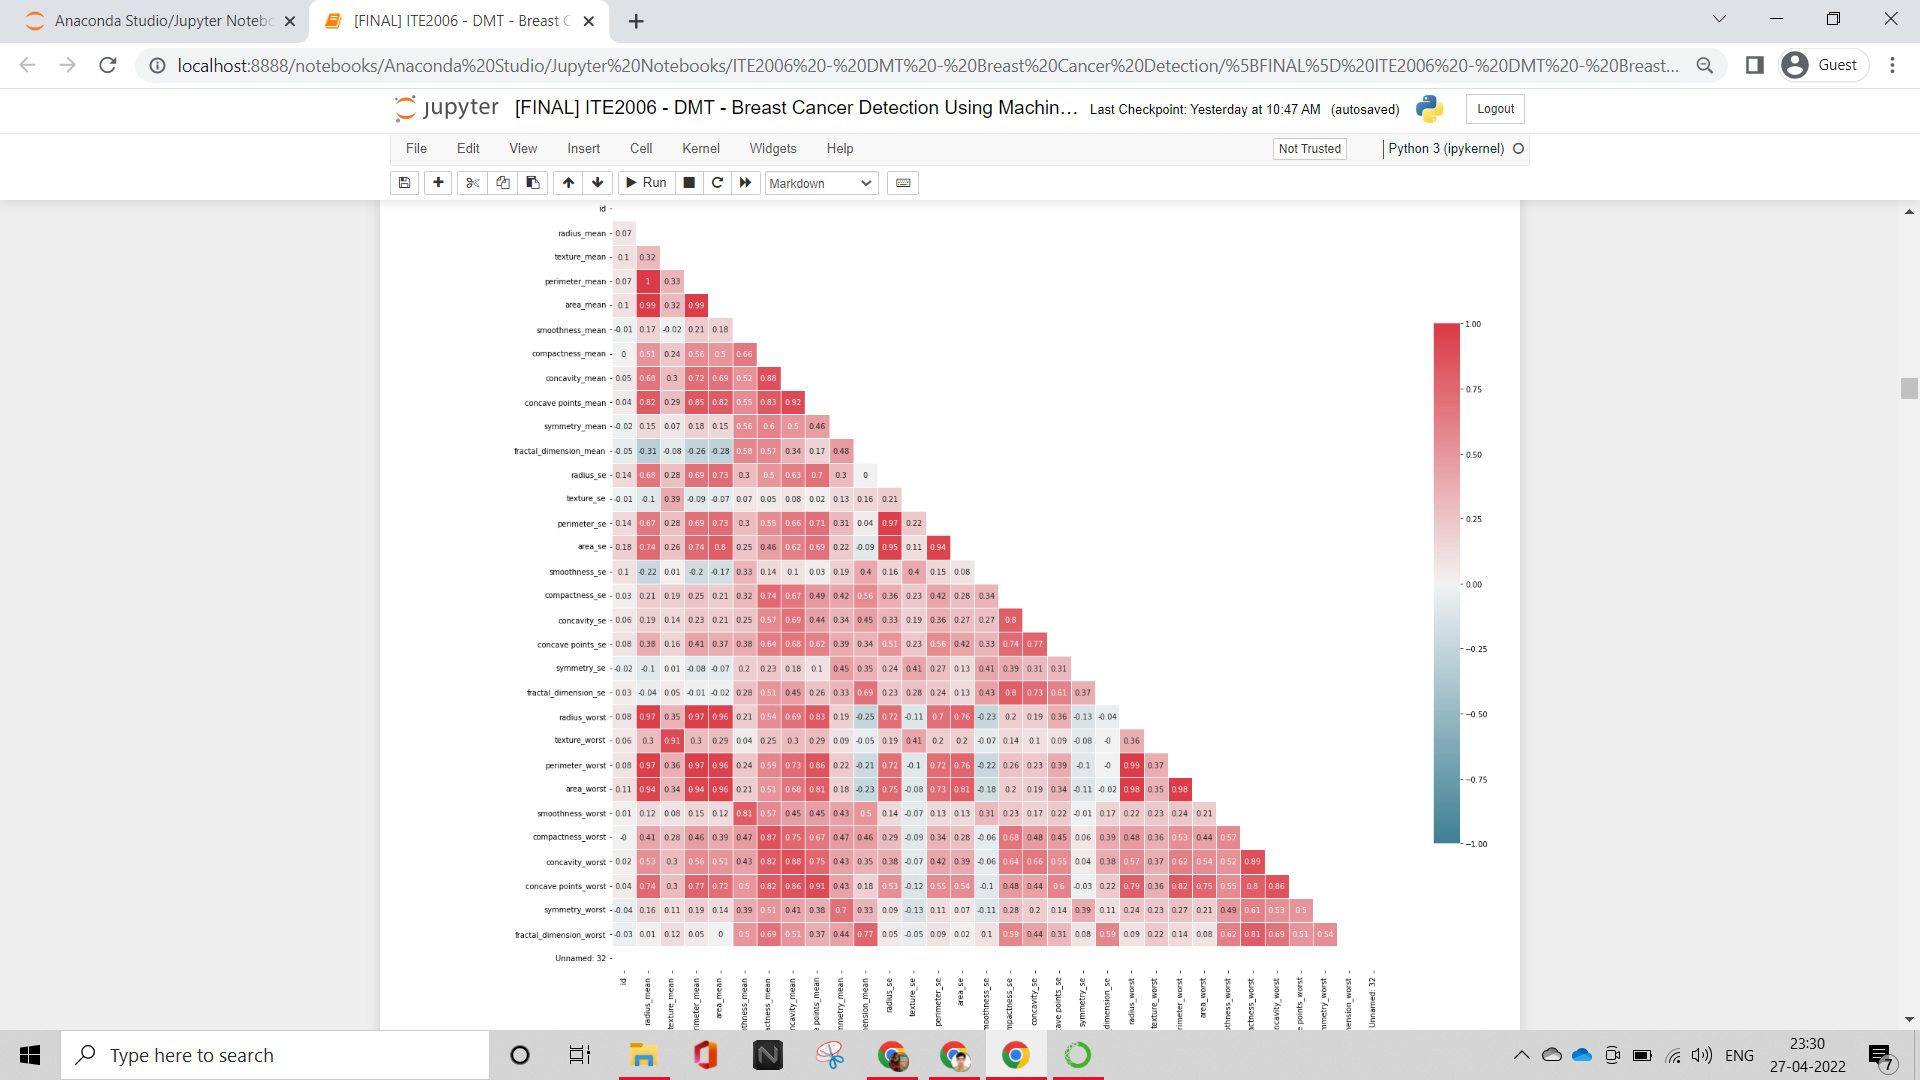 Anaconda Studio/Jupyter Noteb
[FINAL] ITE2006 - DMT - Breast C
localhost:8888/notebooks/Anaconda%20Studio/Jupyter%20Notebooks/ITE2006%20-%20DMT%20-%20Breast%20Cancer%20Detection/%5BFINAL%5D%20ITE2006%20-%20DMT%20-%20Breast...
Guest
jupyter
[FINAL] ITE2006 - DMT - Breast Cancer Detection Using Machin...
Last Checkpoint: Yesterday at 10:47 AM (autosaved)
Logout
File Edit View Insert Cell Kernel Widgets Help
Not Trusted
Python 3 (ipykernel)
Run
Markdown
id
radius_mean 0.07
texture_mean 0.1 0.32
perimeter_mean 0.07 1 0.33
area_mean 0.1 0.99 0.32 0.99
smoothness_mean -0.01 0.17 -0.02 0.21 0.18
compactness_mean 0 0.51 0.24 0.56 0.5 0.66
concavity_mean 0.05 0.68 0.3 0.72 0.69 0.52 0.88
concave points_mean 0.04 0.82 0.29 0.85 0.82 0.55 0.83 0.92
symmetry_mean -0.02 0.15 0.07 0.18 0.15 0.56 0.6 0.5 0.46
fractal_dimension_mean -0.05 -0.31 -0.08 -0.26 -0.28 0.58 0.57 0.34 0.17 0.48
radius_se 0.14 0.68 0.28 0.69 0.73 0.3 0.5 0.63 0.7 0.3 0
texture_se -0.01 -0.1 0.39 -0.09 -0.07 0.07 0.05 0.08 0.02 0.13 0.16 0.21
perimeter_se 0.14 0.67 0.28 0.69 0.73 0.3 0.55 0.66 0.71 0.31 0.04 0.97 0.22
area_se 0.18 0.74 0.26 0.74 0.8 0.25 0.46 0.62 0.69 0.22 -0.09 0.95 0.11 0.94
smoothness_se 0.1 -0.22 0.01 -0.2 -0.17 0.33 0.14 0.1 0.03 0.19 0.4 0.16 0.4 0.15 0.08
compactness_se 0.03 0.21 0.19 0.25 0.21 0.32 0.74 0.67 0.49 0.42 0.56 0.36 0.23 0.42 0.28 0.34
concavity_se 0.06 0.19 0.14 0.23 0.21 0.25 0.57 0.69 0.44 0.34 0.45 0.33 0.19 0.36 0.27 0.27 0.8
concave points_se 0.08 0.38 0.16 0.41 0.37 0.38 0.64 0.68 0.62 0.39 0.34 0.51 0.23 0.56 0.42 0.33 0.74 0.77
symmetry_se -0.02 -0.1 0.01 -0.08 -0.07 0.2 0.23 0.18 0.1 0.45 0.35 0.24 0.41 0.27 0.13 0.41 0.39 0.31 0.31
fractal_dimension_se 0.03 -0.04 0.05 -0.01 -0.02 0.28 0.51 0.45 0.26 0.33 0.69 0.23 0.28 0.24 0.13 0.43 0.8 0.73 0.61 0.37
radius_worst 0.08 0.97 0.35 0.97 0.96 0.21 0.54 0.69 0.83 0.19 -0.25 0.72 -0.11 0.7 0.76 -0.23 0.2 0.19 0.36 -0.13 -0.04
texture_worst 0.06 0.3 0.91 0.3 0.29 0.04 0.25 0.3 0.29 0.09 -0.05 0.19 0.41 0.2 0.2 -0.07 0.14 0.1 0.09 -0.08 -0 0.36
perimeter_worst 0.08 0.97 0.36 0.97 0.96 0.24 0.59 0.73 0.86 0.22 -0.21 0.72 -0.1 0.72 0.76 -0.22 0.26 0.23 0.39 -0.1 -0 0.99 0.37
area_worst 0.11 0.94 0.34 0.94 0.96 0.21 0.51 0.68 0.81 0.18 -0.23 0.75 -0.08 0.73 0.81 -0.18 0.2 0.19 0.34 -0.11 -0.02 0.98 0.35 0.98
smoothness_worst 0.01 0.12 0.08 0.15 0.12 0.81 0.57 0.45 0.45 0.43 0.5 0.14 -0.07 0.13 0.13 0.31 0.23 0.17 0.22 -0.01 0.17 0.22 0.23 0.24 0.21
compactness_worst -0 0.41 0.28 0.46 0.39 0.47 0.87 0.75 0.67 0.47 0.46 0.29 -0.09 0.34 0.28 -0.06 0.68 0.48 0.45 0.06 0.39 0.48 0.36 0.53 0.44 0.57
concavity_worst 0.02 0.53 0.3 0.56 0.51 0.43 0.82 0.88 0.75 0.43 0.35 0.38 -0.07 0.42 0.39 -0.06 0.64 0.66 0.55 0.04 0.38 0.57 0.37 0.62 0.54 0.52 0.89
concave points_worst 0.04 0.74 0.3 0.77 0.72 0.5 0.82 0.86 0.91 0.43 0.18 0.53 -0.12 0.55 0.54 -0.1 0.48 0.44 0.6 -0.03 0.22 0.79 0.36 0.82 0.75 0.55 0.8 0.86
symmetry_worst -0.04 0.16 0.11 0.19 0.14 0.39 0.51 0.41 0.38 0.7 0.33 0.09 -0.13 0.11 0.07 -0.11 0.28 0.2 0.14 0.39 0.11 0.24 0.23 0.27 0.21 0.49 0.61 0.53 0.5
fractal_dimension_worst -0.03 0.01 0.12 0.05 0 0.5 0.69 0.51 0.37 0.44 0.77 0.05 -0.05 0.09 0.02 0.1 0.59 0.44 0.31 0.08 0.59 0.09 0.22 0.14 0.08 0.62 0.81 0.69 0.51 0.54
Unnamed: 32
id
radius_mean
texture_mean
rimeter_mean
area_mean
othness_mean
actness_mean
ncavity_mean
points_mean
mmetry_mean
ension_mean
radius_se
texture_se
perimeter_se
area_se
moothness_se
mpactness_se
concavity_se
cave points_se
symmetry_se
dimension_se
radius_worst
texture_worst
rimeter_worst
area_worst
othness_worst
actness_worst
ncavity_worst
points_worst
mmetry_worst
ension_worst
Unnamed: 32
1.00
0.75
0.50
0.25
0.00
-0.25
-0.50
-0.75
-1.00
Type here to search
ENG
23:30
27-04-2022
7